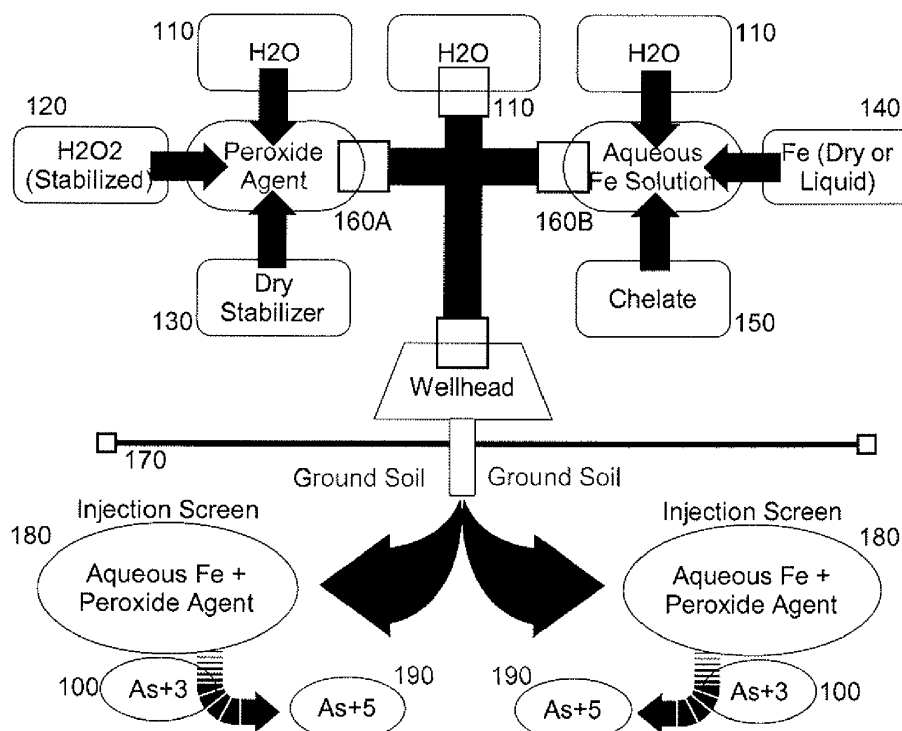 110
H2O
H2O
110
H2O
110
120
H2O2
(Stabilized)
Peroxide
Agent
160A
Dry
Stabilizer
130
160B
Aqueous
Fe Solution
140
Fe (Dry or
Liquid)
Chelate
150
Wellhead
170
Ground Soil
Ground Soil
Injection Screen
180
Aqueous Fe +
Peroxide Agent
100
As+3
190
As+5
Injection Screen
180
Aqueous Fe +
Peroxide Agent
190
As+5
As+3
100